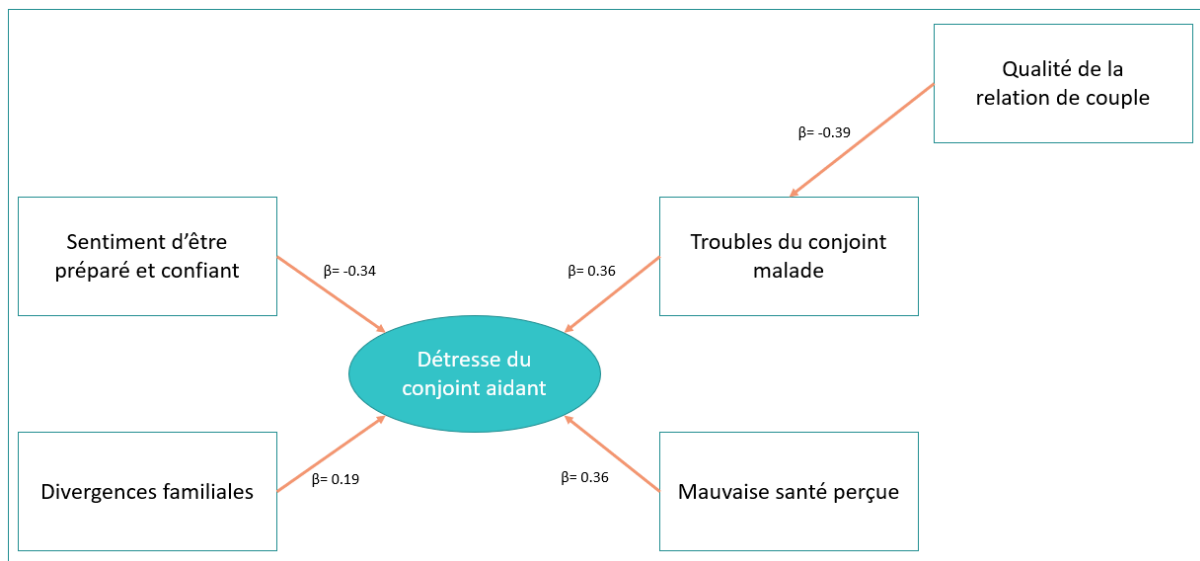 Qualité de la
relation de couple
β= -0.39
Sentiment d’être
préparé et confiant
Troubles du conjoint
malade
β= -0.34
β= 0.36
Détresse du
conjoint aidant
Divergences familiales
β= 0.19
β= 0.36
Mauvaise santé perçue